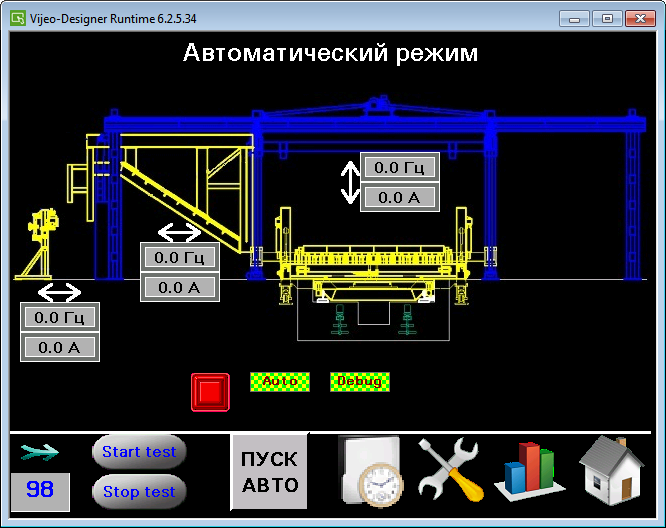 Vijeo-Designer Runtime 6.2.5.34
Автоматический режим
0.0 Гц
0.0 А
0.0 Гц
0.0 А
0.0 Гц
0.0 А
Auto
Debug
Start test
98
Stop test
ПУСК
АВТО